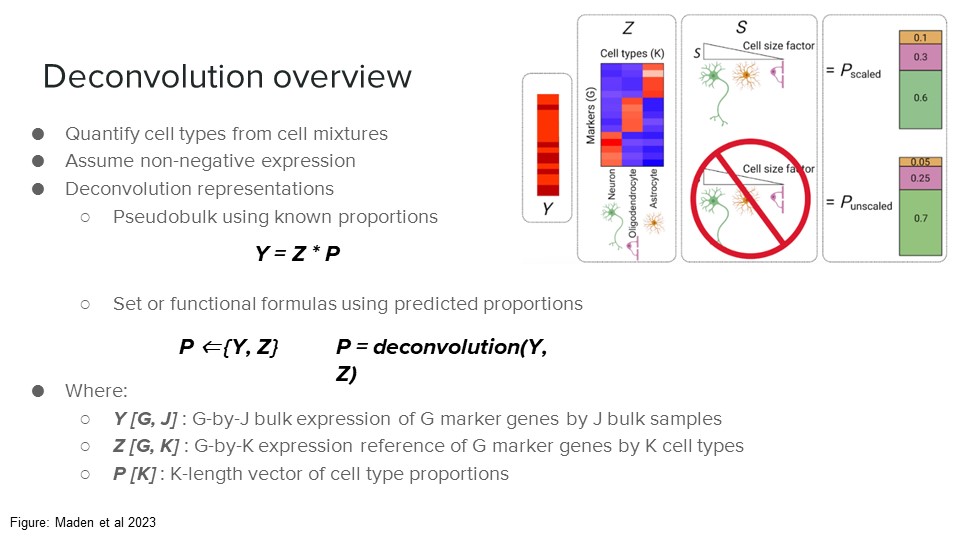 Deconvolution overview
● Quantify cell types from cell mixtures
● Assume non-negative expression
● Deconvolution representations
○ Pseudobulk using known proportions
Y = Z * P
○ Set or functional formulas using predicted proportions
P ⇐{Y, Z}
P = deconvolution(Y,
Z)
● Where:
○ Y [G, J] : G-by-J bulk expression of G marker genes by J bulk samples
○ Z [G, K] : G-by-K expression reference of G marker genes by K cell types
○ P [K] : K-length vector of cell type proportions
Figure: Maden et al 2023
Y
Z
Cell types (K)
Markers (G)
Neuron
Oligodendrocyte
Astrocyte
S
Cell size factor
S
Cell size factor
= Pscaled
0.1
0.3
0.6
= Punscaled
0.05
0.25
0.7